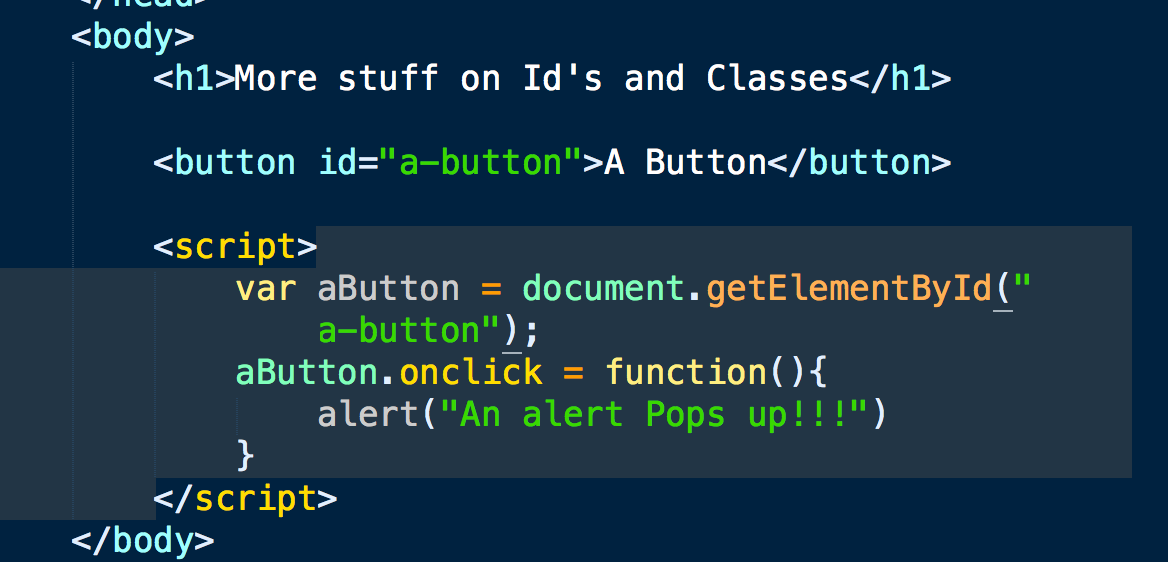 </head>
<body>
<h1>More stuff on Id's and Classes</h1>
<button id="a-button">A Button</button>
<script>
var aButton = document.getElementById("
a-button");
aButton.onclick = function(){
alert("An alert Pops up!!!")
}
</script>
</body>